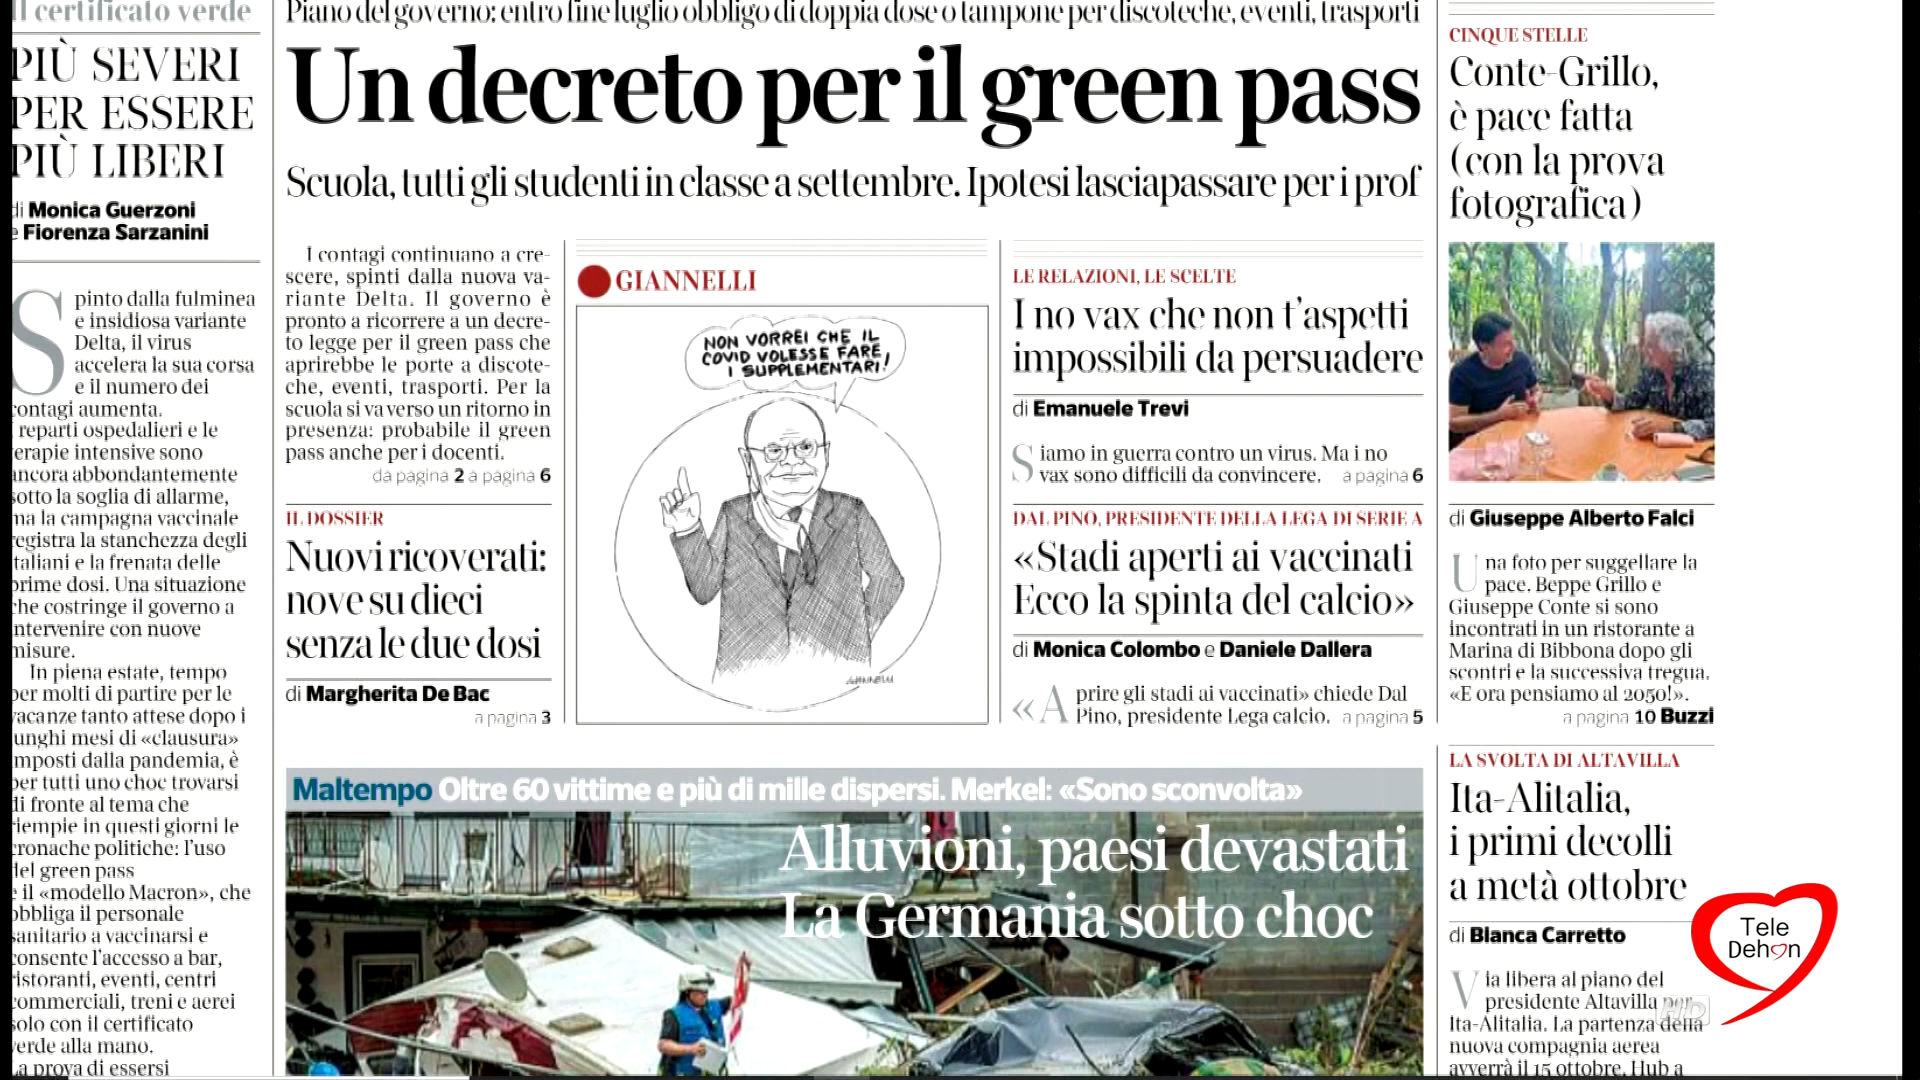 Il certificato verde
PIÙ SEVERI
PER ESSERE
PIÙ LIBERI
di Monica Guerzoni
e Fiorenza Sarzanini
Spinto dalla fulminea
e insidiosa variante
Delta, il virus
accelera la sua corsa
e il numero dei
contagi aumenta.
I reparti ospedalieri e le
terapie intensive sono
ancora abbondantemente
sotto la soglia di allarme,
ma la campagna vaccinale
registra la stanchezza degli
italiani e la frenata delle
prime dosi. Una situazione
che costringe il governo a
intervenire con nuove
misure.
In piena estate, tempo
per molti di partire per le
vacanze tanto attese dopo i
lunghi mesi di «clausura»
imposti dalla pandemia, è
per tutti uno choc trovarsi
di fronte al tema che
riempie in questi giorni le
cronache politiche: l'uso
del green pass
e il «modello Macron», che
obbliga il personale
sanitario a vaccinarsi e
consente l'accesso a bar,
ristoranti, eventi, centri
commerciali, treni e aerei
solo con il certificato
verde alla mano.
La prova di essersi
Piano del governo: entro fine luglio obbligo di doppia dose o tampone per discoteche, eventi, trasporti
Un decreto per il green pass
Scuola, tutti gli studenti in classe a settembre. Ipotesi lasciapassare per i prof
I contagi continuano a cre-
scere, spinti dalla nuova va-
riante Delta. Il governo è
pronto a ricorrere a un decre-
to legge per il green pass che
aprirebbe le porte a discote-
che, eventi, trasporti. Per la
scuola si va verso un ritorno in
presenza: probabile il green
pass anche per i docenti.
da pagina 2 a pagina 6
IL DOSSIER
Nuovi ricoverati:
nove su dieci
senza le due dosi
di Margherita De Bac
a pagina 3
GIANNELLI
NON VORREI CHE IL
COVID VOLESSE FARE
I SUPPLEMENTARI!
GIANNELLI
LE RELAZIONI, LE SCELTE
I no vax che non t'aspetti
impossibili da persuadere
di Emanuele Trevi
Siamo in guerra contro un virus. Ma i no
vax sono difficili da convincere. a pagina 6
DAL PINO, PRESIDENTE DELLA LEGA DI SERIE A
«Stadi aperti ai vaccinati
Ecco la spinta del calcio»
di Monica Colombo e Daniele Dallera
«Aprire gli stadi ai vaccinati» chiede Dal
Pino, presidente Lega calcio. a pagina 5
Maltempo Oltre 60 vittime e più di mille dispersi. Merkel: «Sono sconvolta»
Alluvioni, paesi devastati
La Germania sotto choc
CINQUE STELLE
Conte-Grillo,
è pace fatta
(con la prova
fotografica)
di Giuseppe Alberto Falci
Una foto per suggellare la
pace. Beppe Grillo e
Giuseppe Conte si sono
incontrati in un ristorante a
Marina di Bibbona dopo gli
scontri e la successiva tregua.
«E ora pensiamo al 2050!».
a pagina 10 Buzzi
LA SVOLTA DI ALTAVILLA
Ita-Alitalia,
i primi decolli
a metà ottobre
di Bianca Carretto
Via libera al piano del
presidente Altavilla per
Ita-Alitalia. La partenza della
nuova compagnia aerea
avverrà il 15 ottobre. Hub a
Tele
Dehon
HD